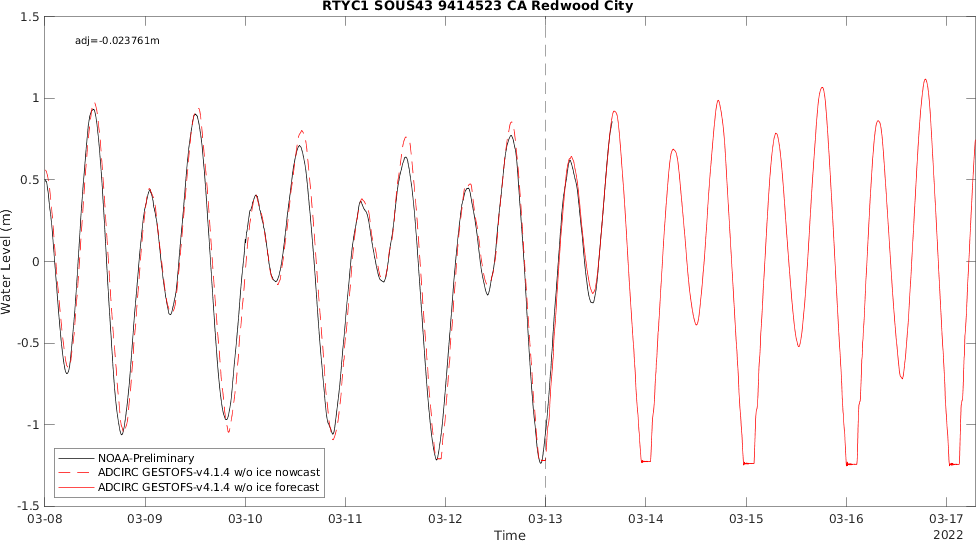 RTYC1 SOUS43 9414523 CA Redwood City
adj=-0.023761m
Water Level (m)
1.5
1
0.5
0
-0.5
-1
-1.5
NOAA-Preliminary
ADCIRC GESTOFS-v4.1.4 w/o ice nowcast
ADCIRC GESTOFS-v4.1.4 w/o ice forecast
03-08 03-09 03-10 03-11 03-12 03-13 03-14 03-15 03-16 03-17
Time
2022